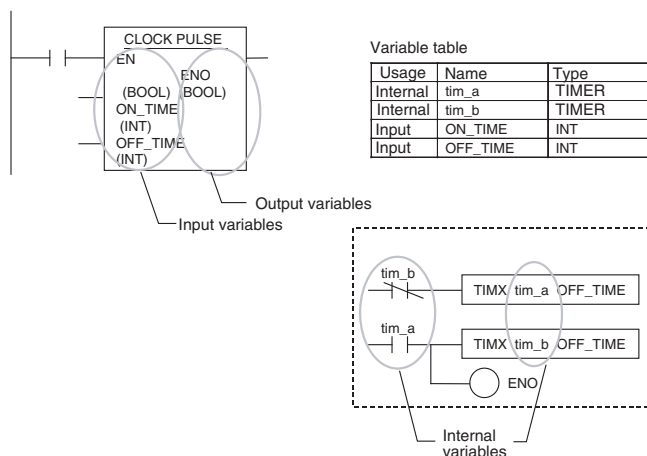 CLOCK PULSE
EN
ENO
(BOOL)
(BOOL)
ON_TIME
(INT)
OFF_TIME
(INT)
Output variables
Input variables
Variable table
Usage Name Type
Internal tim_a TIMER
Internal tim_b TIMER
Input ON_TIME INT
Input OFF_TIME INT
tim_b
TIMX tim_a OFF_TIME
tim_a
TIMX tim_b OFF_TIME
ENO
Internal
variables